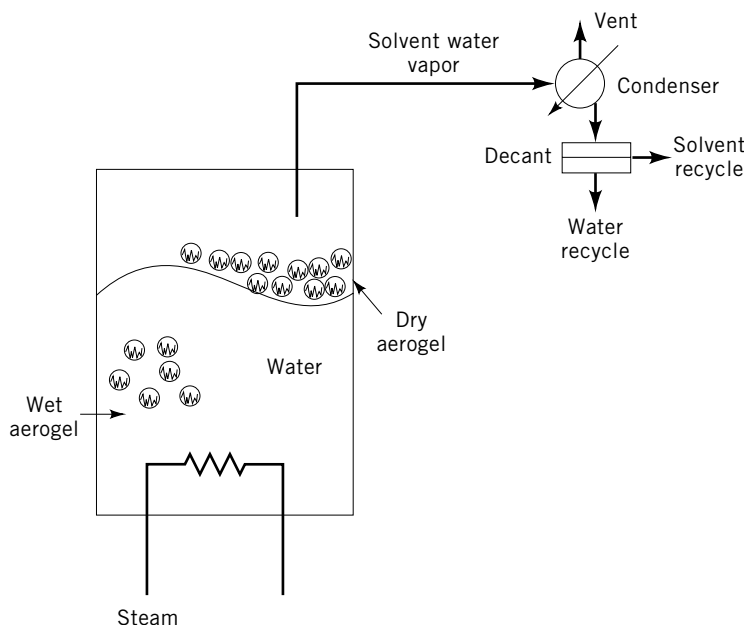 Vent
Solvent water
vapor
Condenser
Decant
Solvent
recycle
Water
recycle
Dry
aerogel
Water
Wet
aerogel
Steam